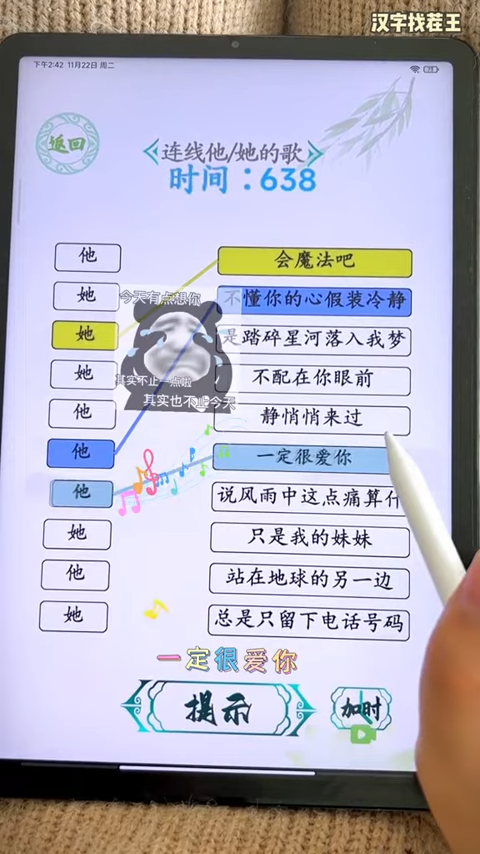 汉字找茬王
下午2:42 11月22日 周二
返回
连线他/她的歌
时间：638
他
会魔法吧
她
不懂你的心假装冷静
今天有点想你
她
是踏碎星河落入我梦
她
不配在你眼前
其实不止一点啦
其实也不止今天
他
静悄悄来过
他
一定很爱你
他
说风雨中这点痛算什
她
只是我的妹妹
他
站在地球的另一边
她
总是只留下电话号码
一定很爱你
提示
加时